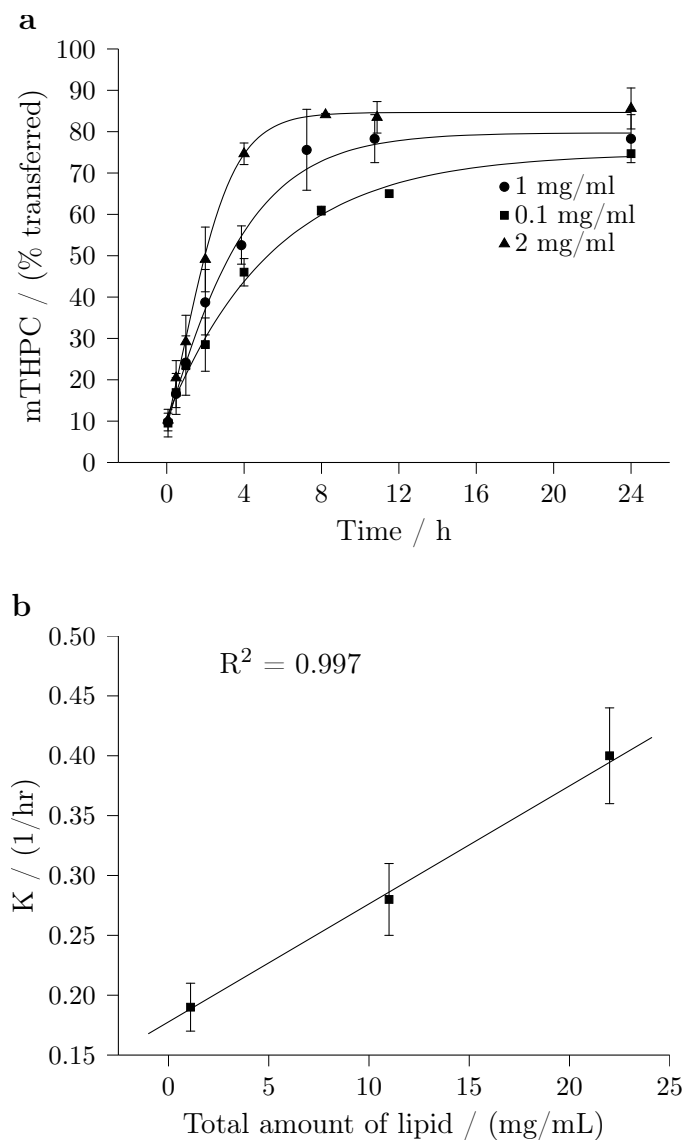 a
mTHPC / (% transferred)
100
90
80
70
60
50
40
30
20
10
0
1 mg/ml
0.1 mg/ml
2 mg/ml
0 4 8 12 16 20 24
Time / h
b
K / (1/hr)
R² = 0.997
0.50
0.45
0.40
0.35
0.30
0.25
0.20
0.15
0 5 10 15 20 25
Total amount of lipid / (mg/mL)